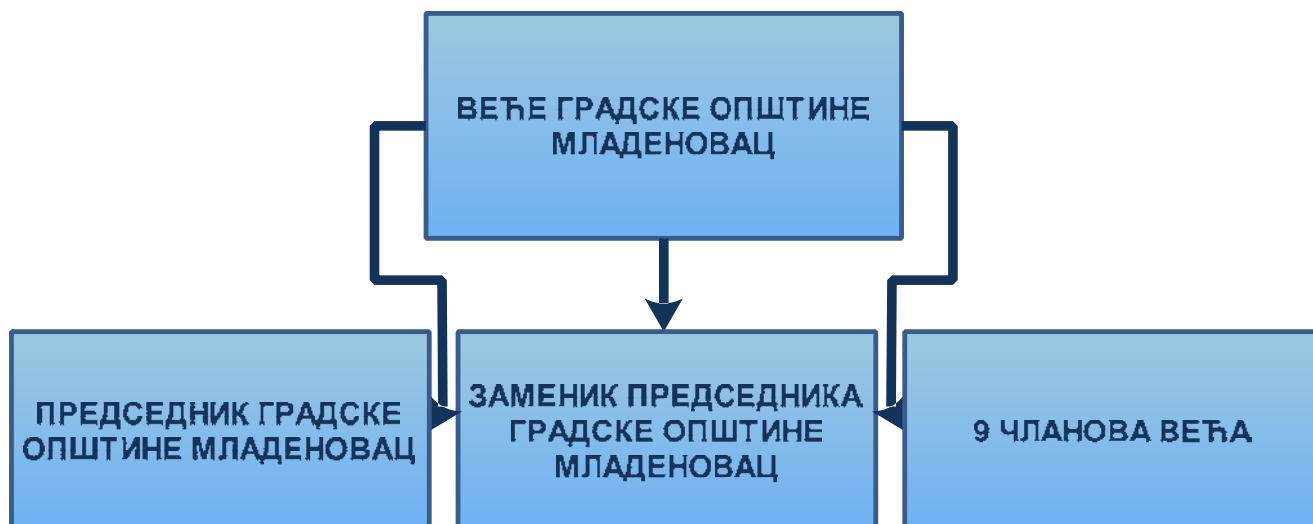 ВЕЋЕ ГРАДСКЕ ОПШТИНЕ
МЛАДЕНОВАЦ
ПРЕДСЕДНИК ГРАДСКЕ
ОПШТИНЕ МЛАДЕНОВАЦ
ЗАМЕНИК ПРЕДСЕДНИКА
ГРАДСКЕ ОПШТИНЕ
МЛАДЕНОВАЦ
9 ЧЛАНОВА ВЕЋА